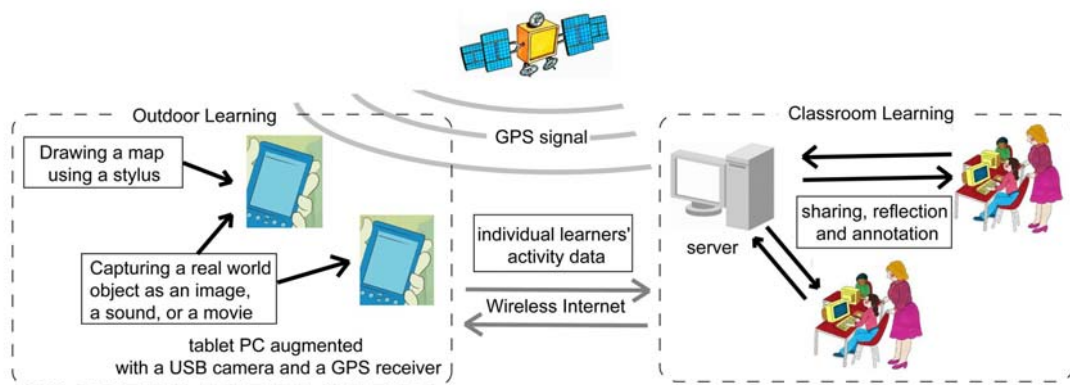 Outdoor Learning
Drawing a map
using a stylus
Capturing a real world
object as an image,
a sound, or a movie
tablet PC augmented
with a USB camera and a GPS receiver
GPS signal
individual learners'
activity data
Wireless Internet
Classroom Learning
server
sharing, reflection
and annotation